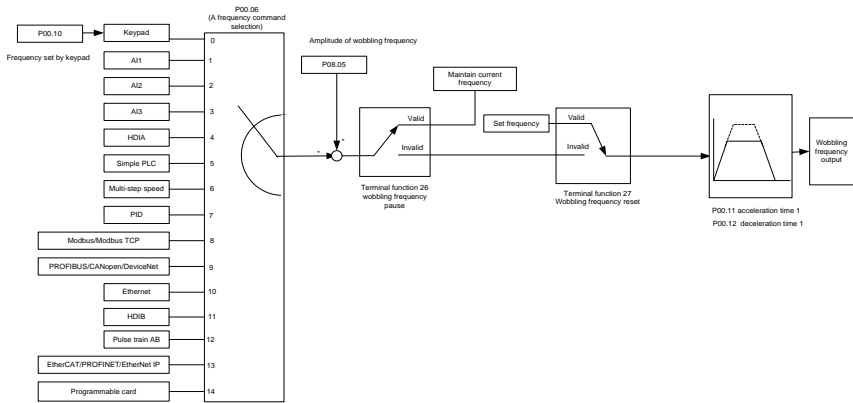 P00.06
(A frequency command
selection)
P00.10
Keypad
0
Frequency set by keypad
AI1
1
AI2
2
AI3
3
HDIA
4
Simple PLC
5
Multi-step speed
6
PID
7
Modbus/Modbus TCP
8
PROFIBUS/CANopen/DeviceNet
9
Ethernet
10
HDIB
11
Pulse train AB
12
EtherCAT/PROFINET/EtherNet IP
13
Programmable card
14
Amplitude of wobbling frequency
P08.05
+
+
Maintain current
frequency
Valid
Invalid
Terminal function 26
wobbling frequency
pause
Set frequency
Valid
Invalid
Terminal function 27
Wobbling frequency reset
P00.11 acceleration time 1
P00.12 deceleration time 1
Wobbling
frequency
output